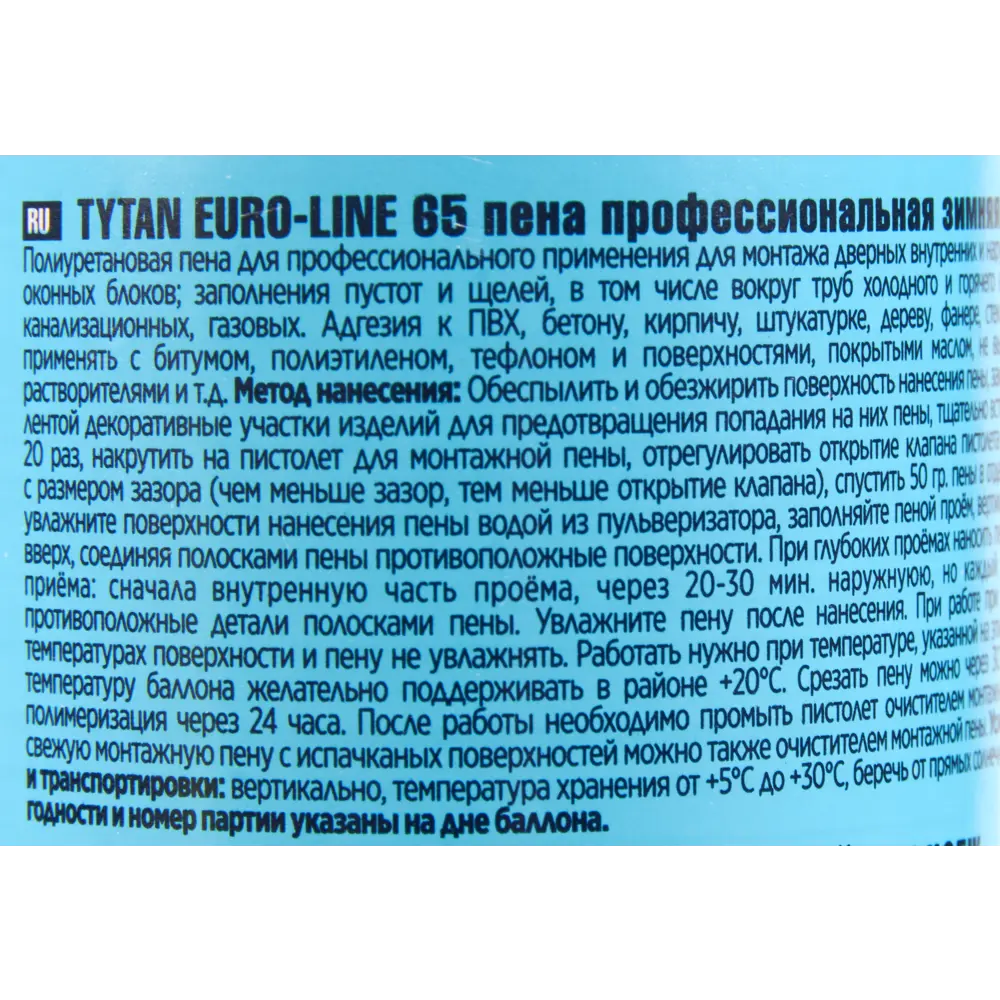 RU TYTAN EURO-LINE 65 пена профессиональная зимняя
Полиуретановая пена для профессионального применения для монтажа дверных внутренних и
оконных блоков; заполнения пустот и щелей, в том числе вокруг труб холодного и горячего
канализационных, газовых. Адгезия к ПВХ, бетону, кирпичу, штукатурке, дереву, фанере,
применять с битумом, полиэтиленом, тефлоном и поверхностями, покрытыми маслом, не
растворителями и т.д. Метод нанесения: Обеспылить и обезжирить поверхность нанесения пены,
лентой декоративные участки изделий для предотвращения попадания на них пены, тщательно
20 раз, накрутить на пистолет для монтажной пены, отрегулировать открытие клапана
с размером зазора (чем меньше зазор, тем меньше открытие клапана), спустить 50 гр. пены в
увлажните поверхности нанесения пены водой из пульверизатора, заполняйте пеной проём,
вверх, соединяя полосками пены противоположные поверхности. При глубоких проёмах наносить
приёма: сначала внутренную часть проёма, через 20-30 мин. наружнуюю, но каждый
противоположные детали полосками пены. Увлажните пену после нанесения. При работе при
температурах поверхности и пену не увлажнять. Работать нужно при температуре, указанной на
температуру баллона желательно поддерживать в районе +20°C. Срезать пену можно через
полимеризация через 24 часа. После работы необходимо промыть пистолет очистителем
свежую монтажную пену с испачканых поверхностей можно также очистителем монтажной пены.
и транспортировки: вертикально, температура хранения от +5°C до +30°C, беречь от прямых
годности и номер партии указаны на дне баллона.